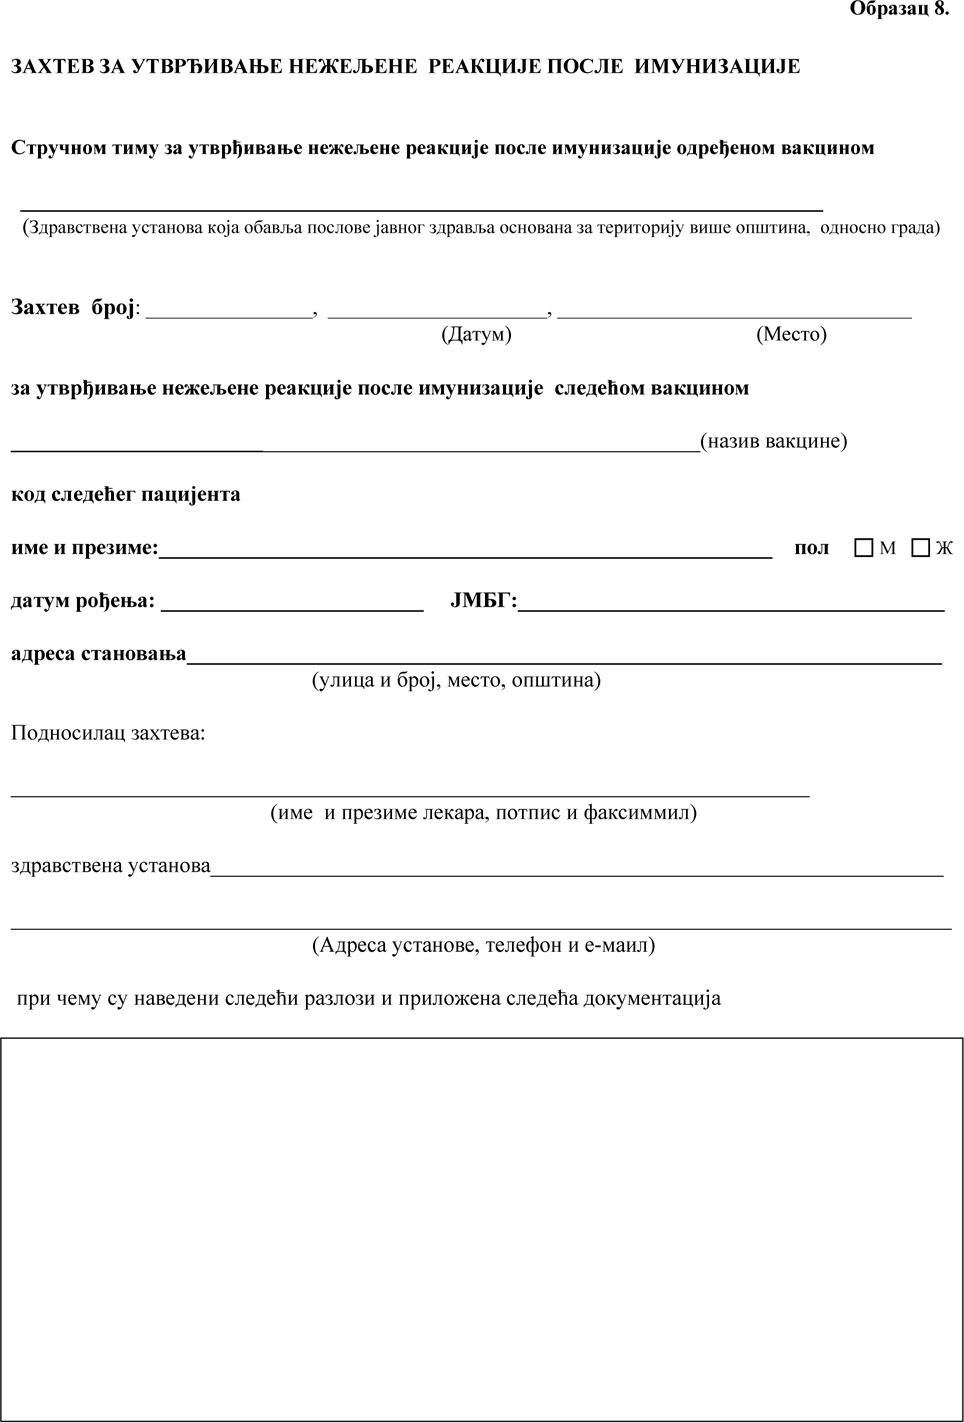 Образац 8.
ЗАХТЕВ ЗА УТВРЂИВАЊЕ НЕЖЕЉЕНЕ РЕАКЦИЈЕ ПОСЛЕ ИМУНИЗАЦИЈЕ
Стручном тиму за утврђивање нежељене реакције после имунизације одређеном вакцином
(Здравствена установа која обавља послове јавног здравља основана за територију више општина, односно града)
Захтев број: _______________, ____________________, ________________________________
(Датум) (Место)
за утврђивање нежељене реакције после имунизације следећом вакцином
(назив вакцине)
код следећег пацијента
име и презиме: пол ☐ М ☐ Ж
датум рођења: ЈМБГ:
адреса становања
(улица и број, место, општина)
Подносилац захтева:
(име и презиме лекара, потпис и факсиммил)
здравствена установа
(Адреса установе, телефон и е-маил)
при чему су наведени следећи разлози и приложена следећа документација